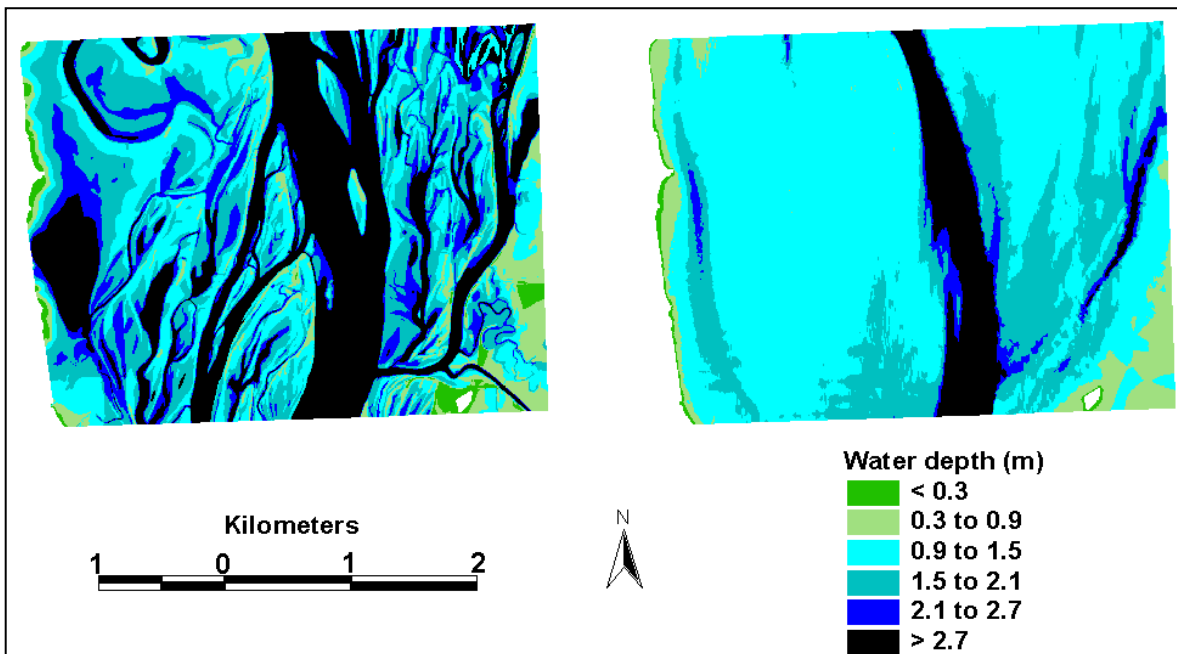 Kilometers
1 0 1 2
N
Water depth (m)
< 0.3
0.3 to 0.9
0.9 to 1.5
1.5 to 2.1
2.1 to 2.7
> 2.7